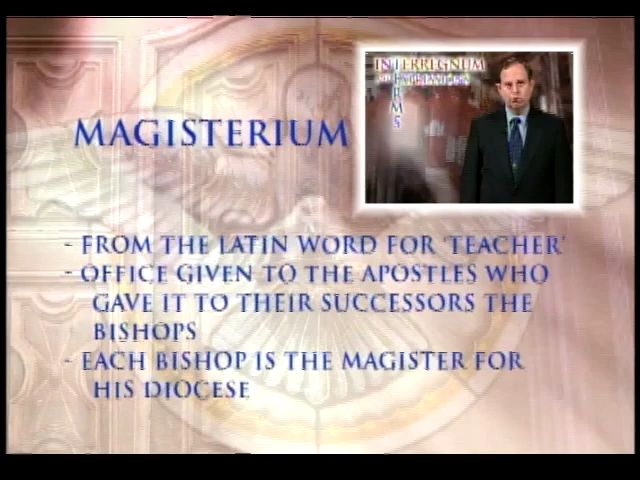 INTERREGNUM
TERMS
MAGISTERIUM
- FROM THE LATIN WORD FOR 'TEACHER'
- OFFICE GIVEN TO THE APOSTLES WHO
GAVE IT TO THEIR SUCCESSORS THE
BISHOPS
- EACH BISHOP IS THE MAGISTER FOR
HIS DIOCESE